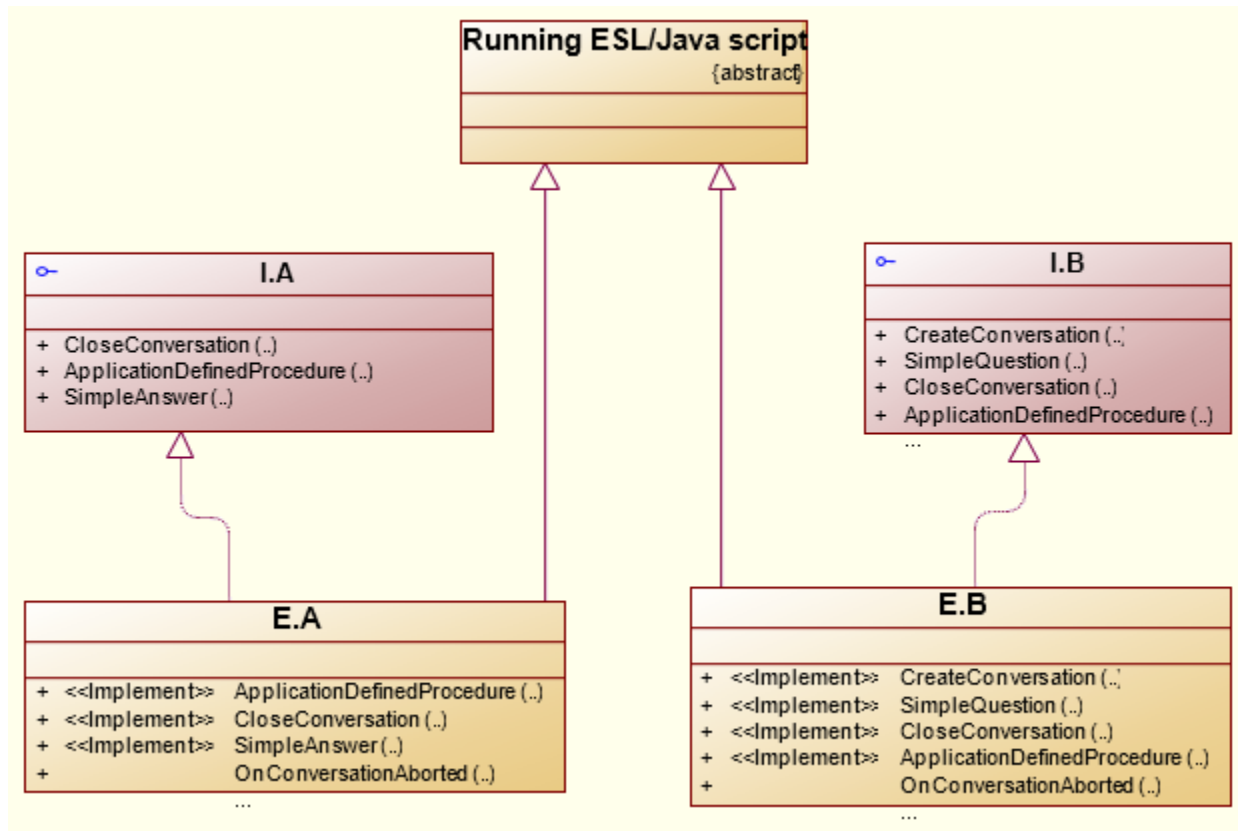 Running ESL/Java script
{abstract}
I.A
+ CloseConversation (..)
+ ApplicationDefinedProcedure (..)
+ SimpleAnswer (..)
I.B
+ CreateConversation (..
+ SimpleQuestion (..)
+ CloseConversation (..)
+ ApplicationDefinedProcedure (..)
...
E.A
+ <<Implement>> ApplicationDefinedProcedure (..)
+ <<Implement>> CloseConversation (..)
+ <<Implement>> SimpleAnswer (..)
+ OnConversationAborted (..)
...
E.B
+ <<Implement>> CreateConversation (..
+ <<Implement>> SimpleQuestion (..)
+ <<Implement>> CloseConversation (..)
+ <<Implement>> ApplicationDefinedProcedure (..)
+ OnConversationAborted (..)
...